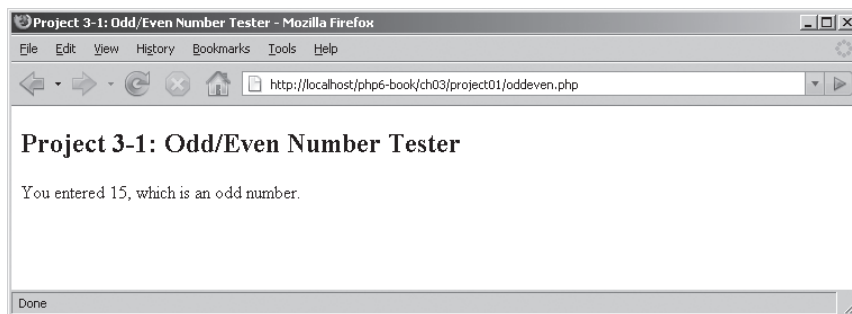 Project 3-1: Odd/Even Number Tester - Mozilla Firefox
File Edit View History Bookmarks Tools Help
http://localhost/php6-book/ch03/project01/oddeven.php
Project 3-1: Odd/Even Number Tester
You entered 15, which is an odd number.
Done